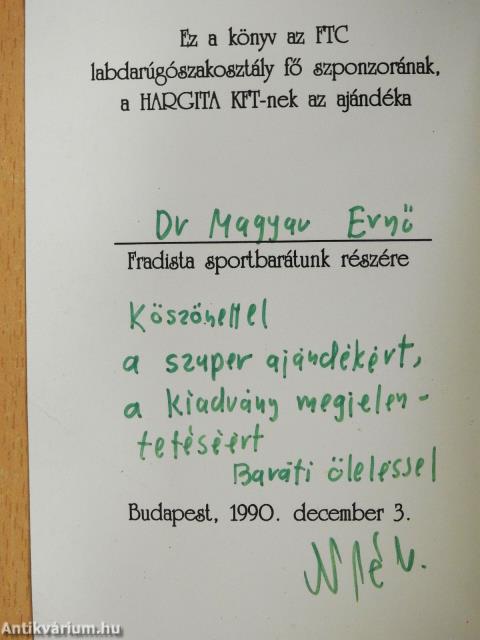 Ez a könyv az FTC
labdarúgószakosztály fő szponzorának,
a HARGITA KFT-nek az ajándéka
Dr Magyar Ernő
Fradista sportbarátunk részére
Köszönettel
a szuper ajándékért,
a kiadvány megjelen-
tetéséért
Baráti öleléssel
Budapest, 1990. december 3.
Antikvárium.hu